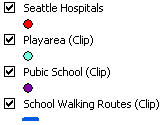 Seattle Hospitals
Playarea (Clip)
Pubic School (Clip)
School Walking Routes (Clip)